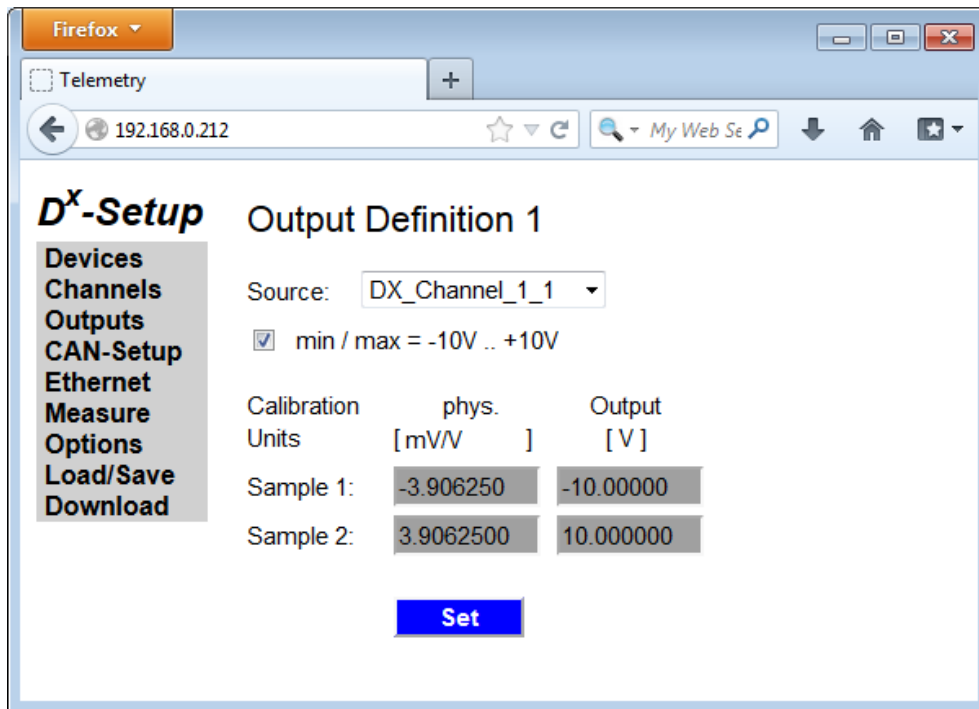 Firefox
Telemetry
192.168.0.212
My Web Se
Dx-Setup
Devices
Channels
Outputs
CAN-Setup
Ethernet
Measure
Options
Load/Save
Download
Output Definition 1
Source: DX_Channel_1_1
min / max = -10V .. +10V
Calibration phys. Output
Units [ mV/V ] [ V ]
Sample 1: -3.906250 -10.00000
Sample 2: 3.9062500 10.000000
Set